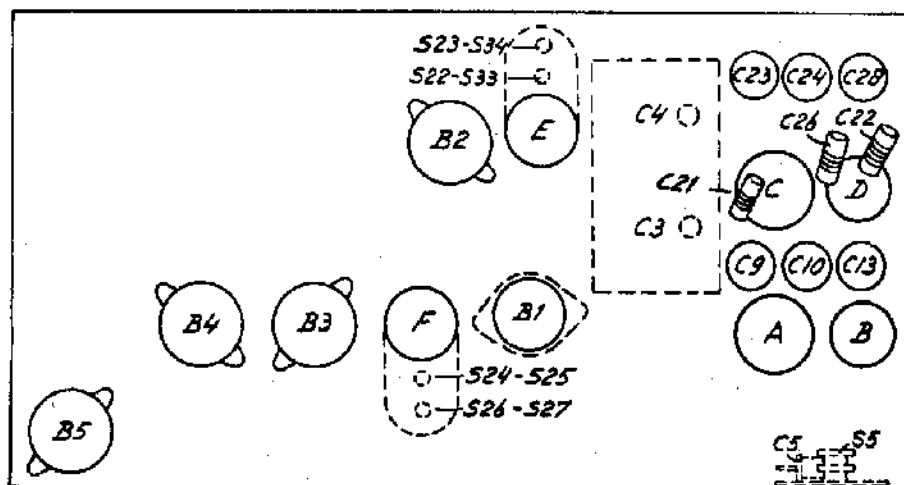 S23-S34
S22-S33
C23 C24 C28
C4
C26 C22
B2
E
C21
C
D
C3
C9 C10 C13
B4
B3
F
B1
A
B
S24-S25
S26-S27
B5
C5 S5